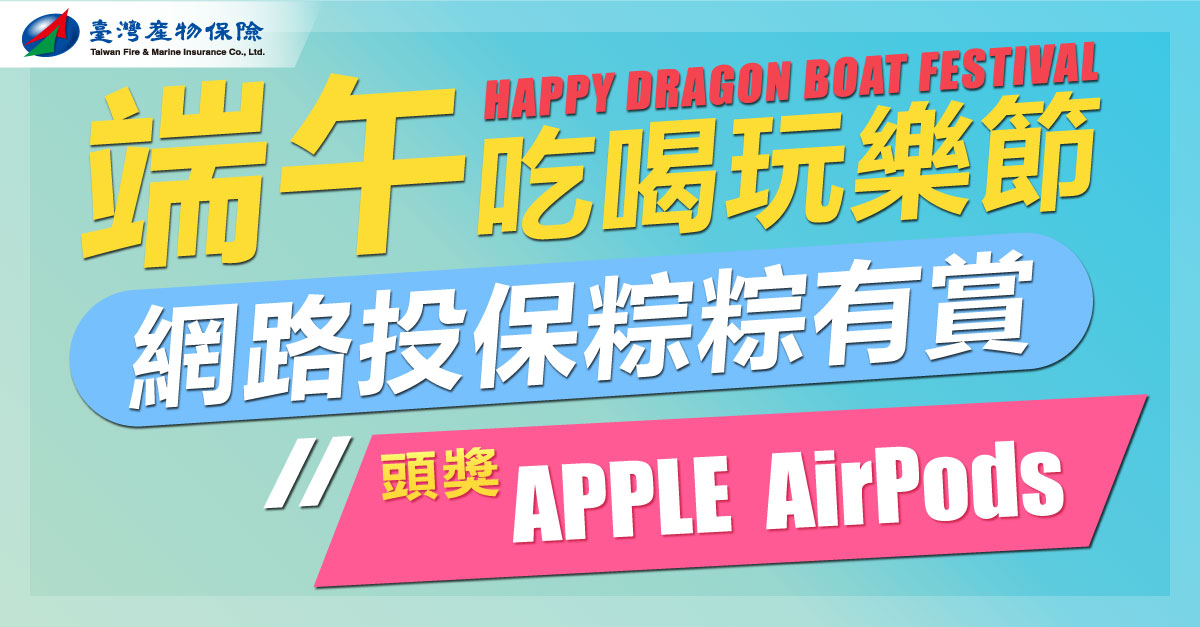 臺灣產物保險
Taiwan Fire & Marine Insurance Co., Ltd.
HAPPY DRAGON BOAT FESTIVAL
端午吃喝玩樂節
網路投保粽粽有賞
頭獎 APPLE AirPods